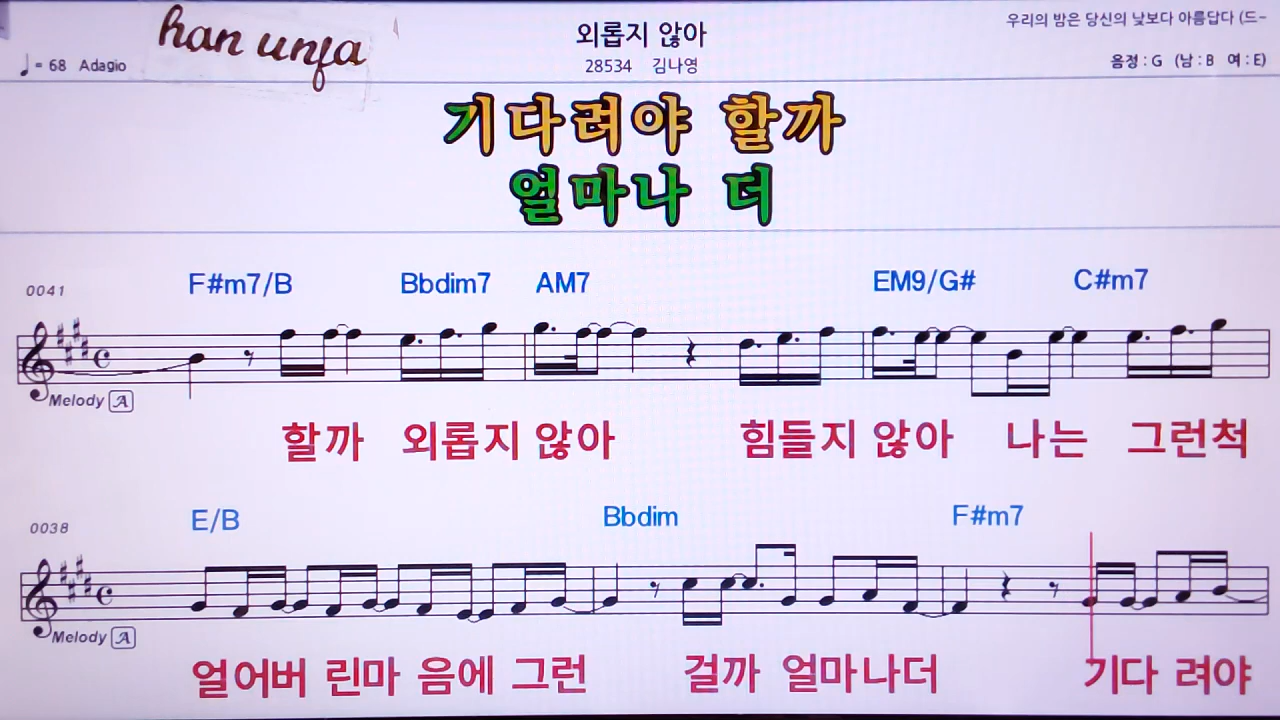 han unfa
외롭지 않아
우리의 밤은 당신의 낮보다 아름답다 (드-
♩= 68 Adagio
28534 김나영
음정 : G (남 : B 여 : E)
기다려야 할까
얼마나 더
0041 F#m7/B Bbdim7 AM7 EM9/G# C#m7
Melody A
할까 외롭지 않아 힘들지 않아 나는 그런척
0038 E/B Bbdim F#m7
Melody A
얼어버 린마 음에 그런 걸까 얼마나더 기다 려야